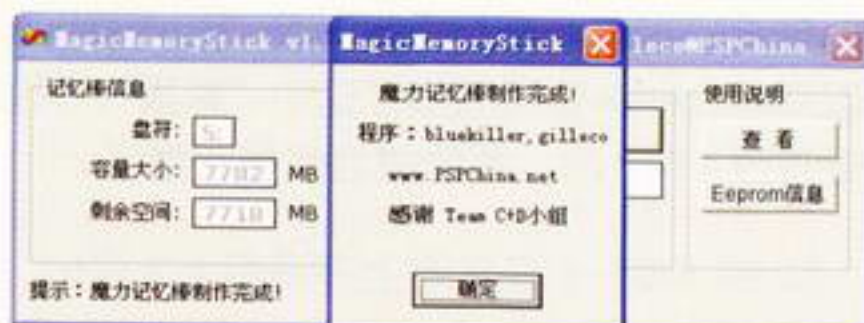 MagicMemoryStick v1.
MagicMemoryStick
leco@PSPChina
记忆棒信息
盘符: S:
容量大小: 7702 MB
剩余空间: 7710 MB
提示：魔力记忆棒制作完成!
魔力记忆棒制作完成!
程序：bluekiller,gilleco
www.PSPChina.net
感谢 Team C+D小组
确定
使用说明
查 看
Eeprom信息